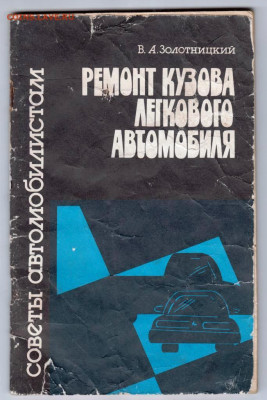 В. А. Золотницкий
РЕМОНТ КУЗОВА
ЛЕГКОВОГО
АВТОМОБИЛЯ
советы автомобилистам